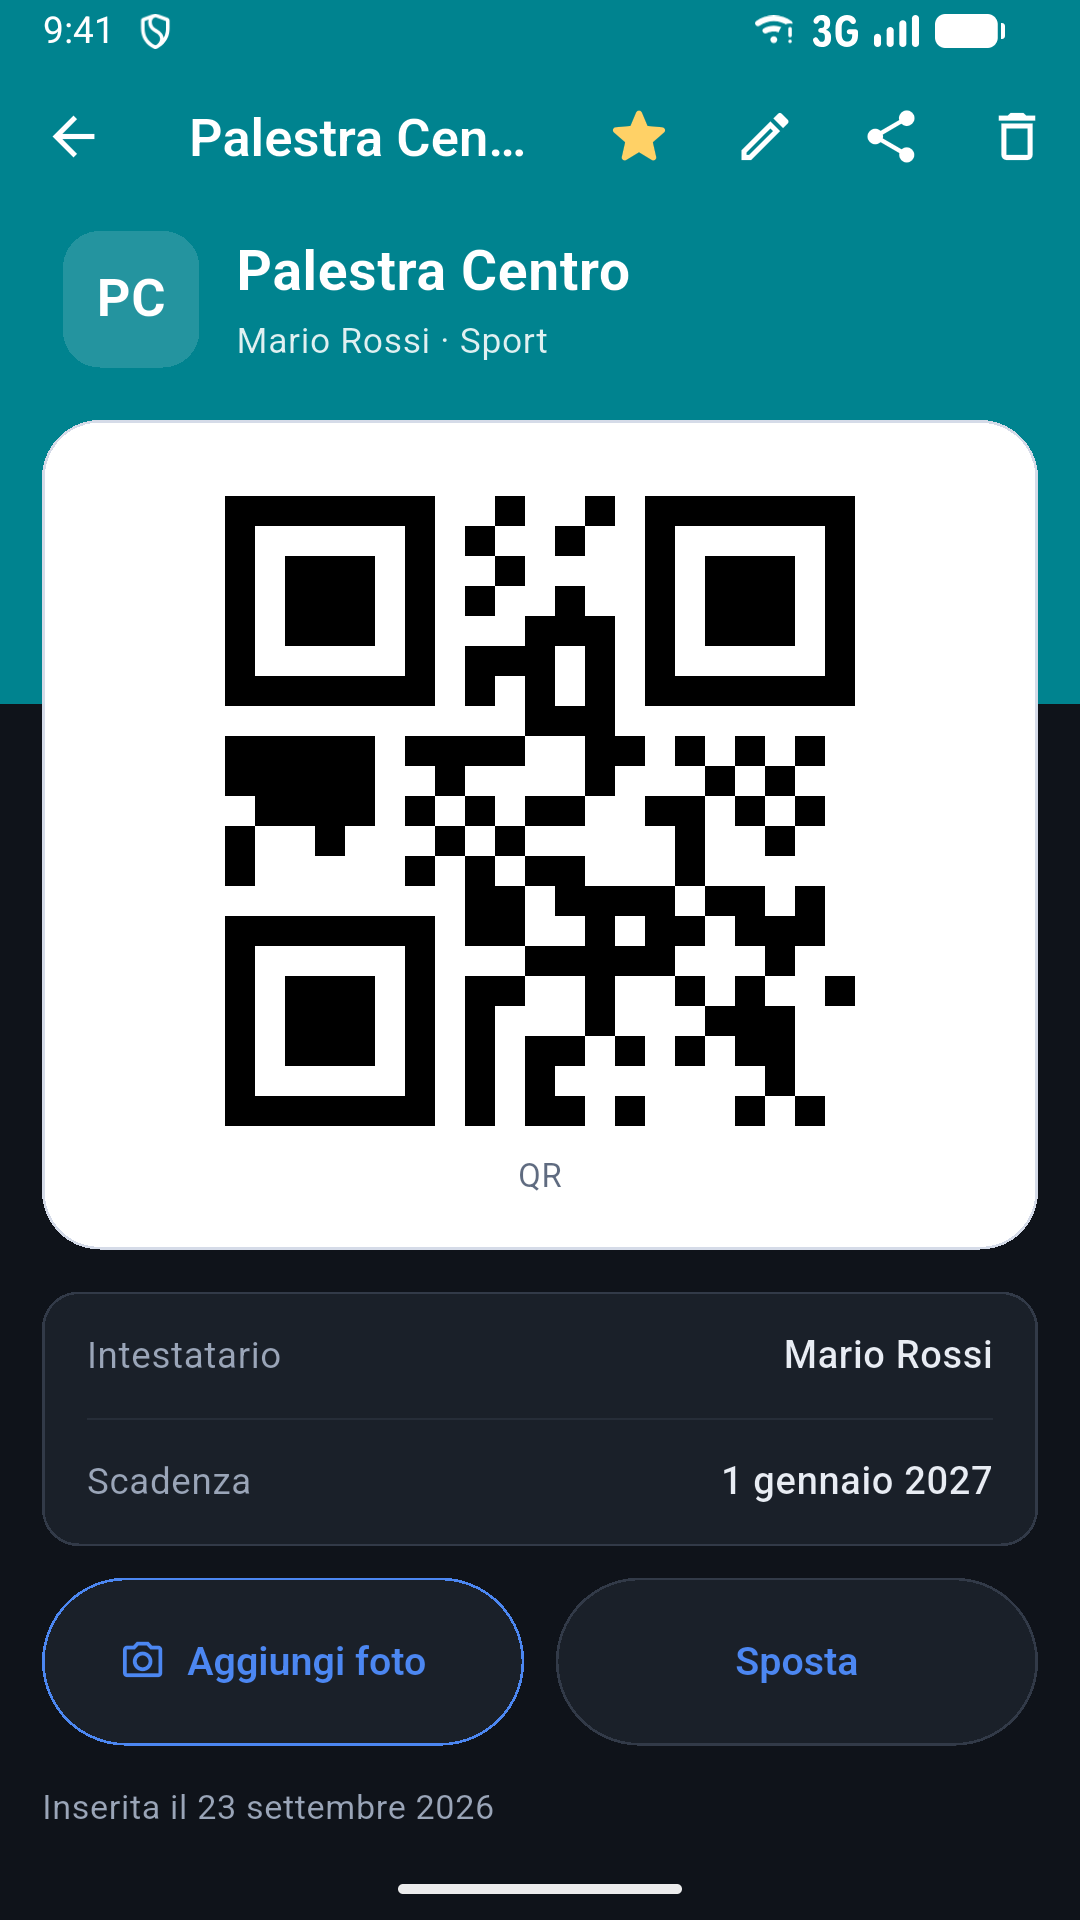 9:41
3G
Palestra Cen...
PC
Palestra Centro
Mario Rossi · Sport
QR
Intestatario
Mario Rossi
Scadenza
1 gennaio 2027
Aggiungi foto
Sposta
Inserita il 23 settembre 2026